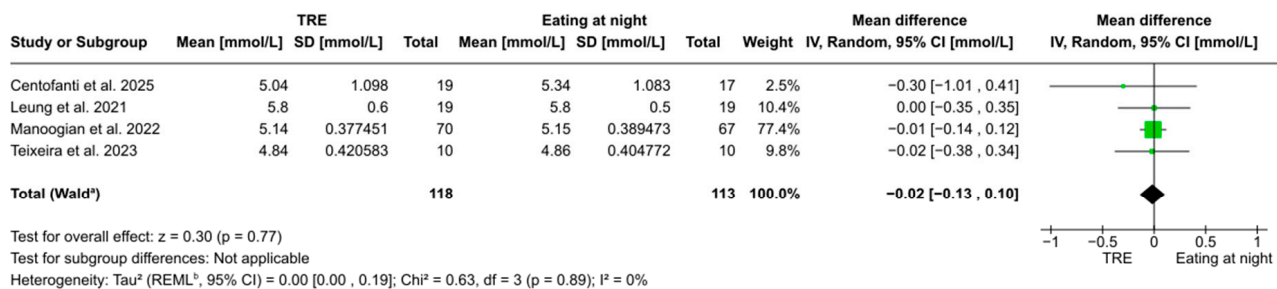 TRE Eating at night Mean difference Mean difference
Study or Subgroup Mean [mmol/L] SD [mmol/L] Total Mean [mmol/L] SD [mmol/L] Total Weight IV, Random, 95% CI [mmol/L] IV, Random, 95% CI [mmol/L]
Centofanti et al. 2025 5.04 1.098 19 5.34 1.083 17 2.5% −0.30 [−1.01 , 0.41]
Leung et al. 2021 5.8 0.6 19 5.8 0.5 19 10.4% 0.00 [−0.35 , 0.35]
Manoogian et al. 2022 5.14 0.377451 70 5.15 0.389473 67 77.4% −0.01 [−0.14 , 0.12]
Teixeira et al. 2023 4.84 0.420583 10 4.86 0.404772 10 9.8% −0.02 [−0.38 , 0.34]
Total (Waldᵃ) 118 113 100.0% −0.02 [−0.13 , 0.10]
Test for overall effect: z = 0.30 (p = 0.77)
Test for subgroup differences: Not applicable
Heterogeneity: Tau² (REMLᵇ, 95% CI) = 0.00 [0.00 , 0.19]; Chi² = 0.63, df = 3 (p = 0.89); I² = 0%
−1 −0.5 0 0.5 1
TRE Eating at night